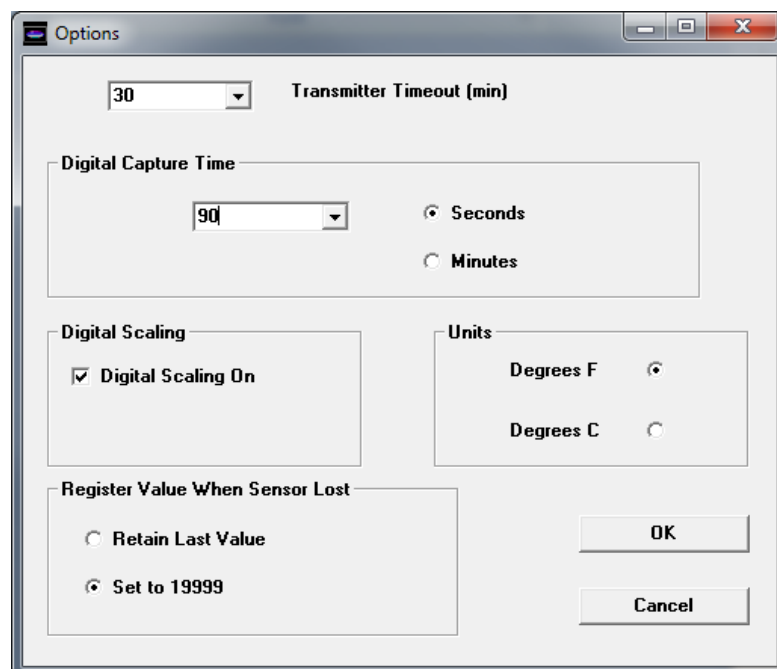 Options
30 Transmitter Timeout (min)
Digital Capture Time
90 Seconds
Minutes
Digital Scaling
Digital Scaling On
Units
Degrees F
Degrees C
Register Value When Sensor Lost
Retain Last Value
Set to 19999
OK
Cancel